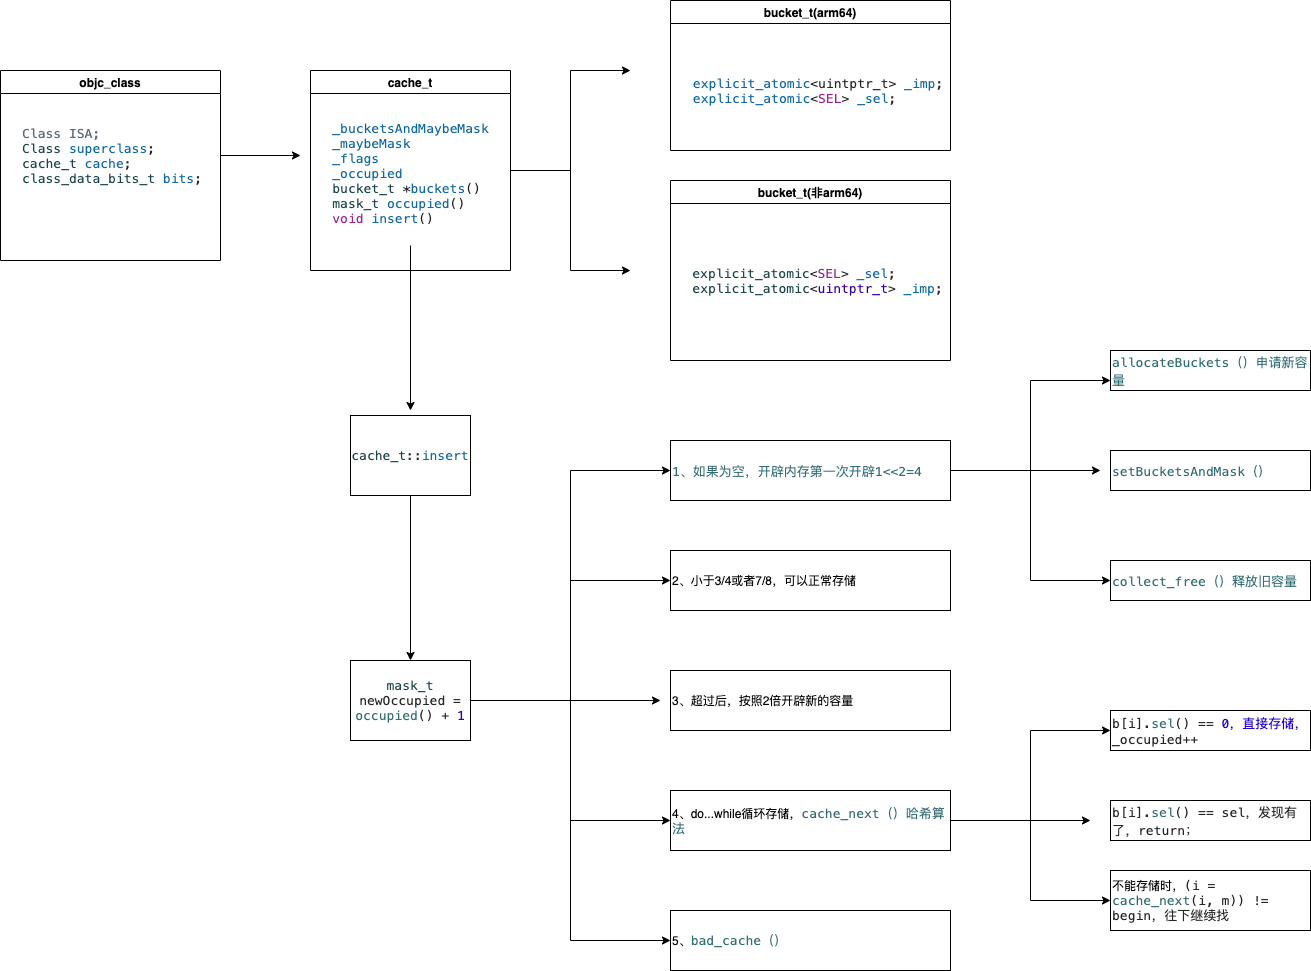 objc_class
Class ISA;
Class superclass;
cache_t cache;
class_data_bits_t bits;
cache_t
_bucketsAndMaybeMask
_maybeMask
_flags
_occupied
bucket_t *buckets()
mask_t occupied()
void insert()
bucket_t(arm64)
explicit_atomic<uintptr_t> _imp;
explicit_atomic<SEL> _sel;
bucket_t(非arm64)
explicit_atomic<SEL> _sel;
explicit_atomic<uintptr_t> _imp;
cache_t::insert
mask_t
newOccupied =
occupied() + 1
1、如果为空，开辟内存第一次开辟1<<2=4
allocateBuckets（）申请新容
量
setBucketsAndMask（）
collect_free（）释放旧容量
2、小于3/4或者7/8，可以正常存储
3、超过后，按照2倍开辟新的容量
4、do...while循环存储，cache_next（）哈希算
法
b[i].sel() == 0，直接存储，
_occupied++
b[i].sel() == sel，发现有
了，return；
不能存储时，(i =
cache_next(i, m)) !=
begin，往下继续找
5、bad_cache（）